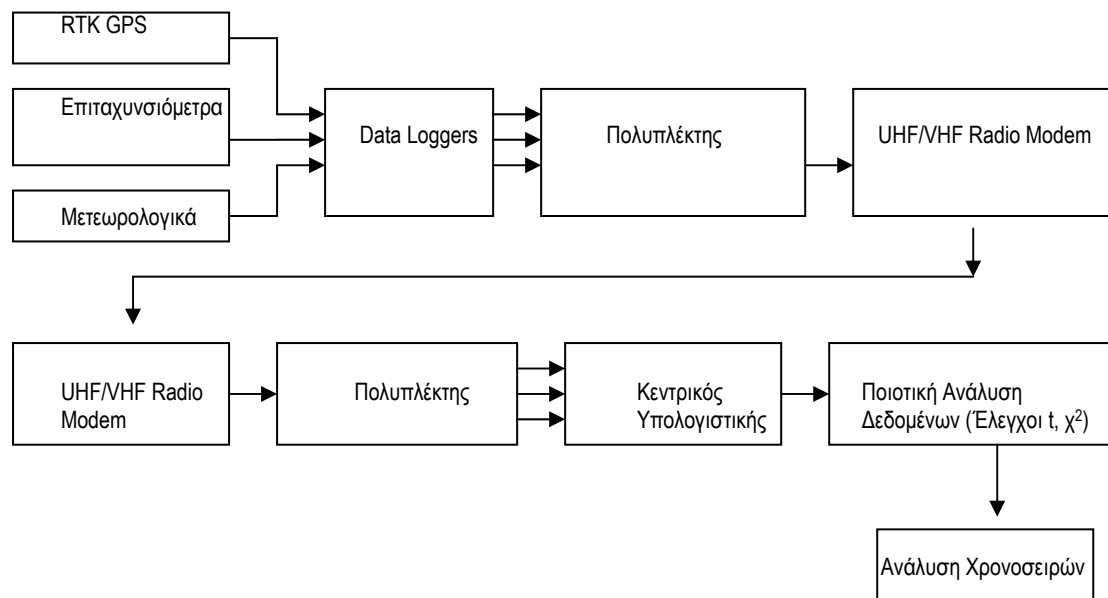 RTK GPS
Επιταχυνσιόμετρα
Μετεωρολογικά
Data Loggers
Πολυπλέκτης
UHF/VHF Radio Modem
UHF/VHF Radio
Modem
Πολυπλέκτης
Κεντρικός
Υπολογιστικής
Ποιοτική Ανάλυση
Δεδομένων (Έλεγχοι t, χ²)
Ανάλυση Χρονοσειρών